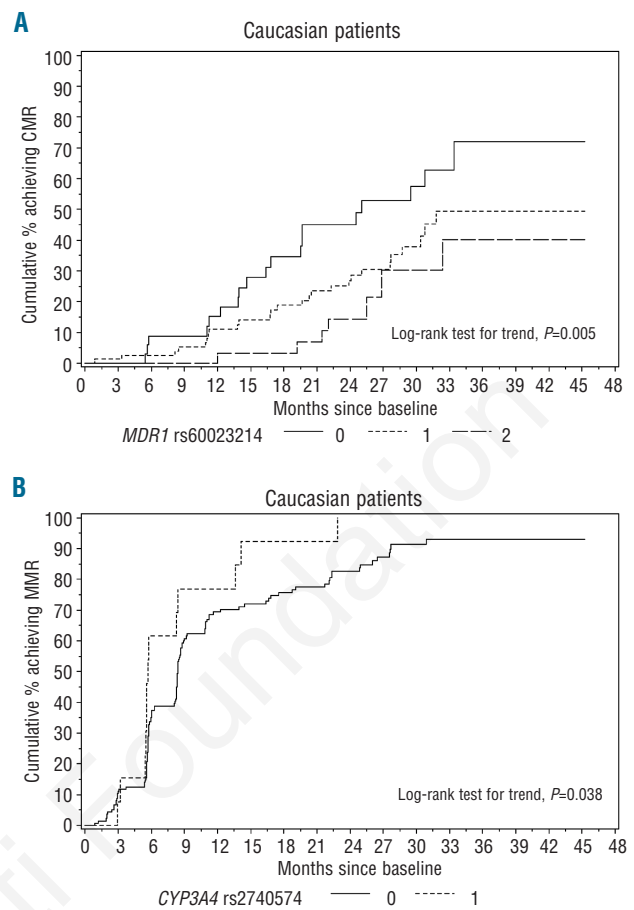 A
Caucasian patients
Cumulative % achieving CMR
100
90
80
70
60
50
40
30
20
10
0
Log-rank test for trend, P=0.005
0 3 6 9 12 15 18 21 24 27 30 33 36 39 42 45 48
Months since baseline
MDR1 rs60023214 0 1 2
B
Caucasian patients
Cumulative % achieving MMR
100
90
80
70
60
50
40
30
20
10
0
Log-rank test for trend, P=0.038
0 3 6 9 12 15 18 21 24 27 30 33 36 39 42 45 48
Months since baseline
CYP3A4 rs2740574 0 1
ti Foundation